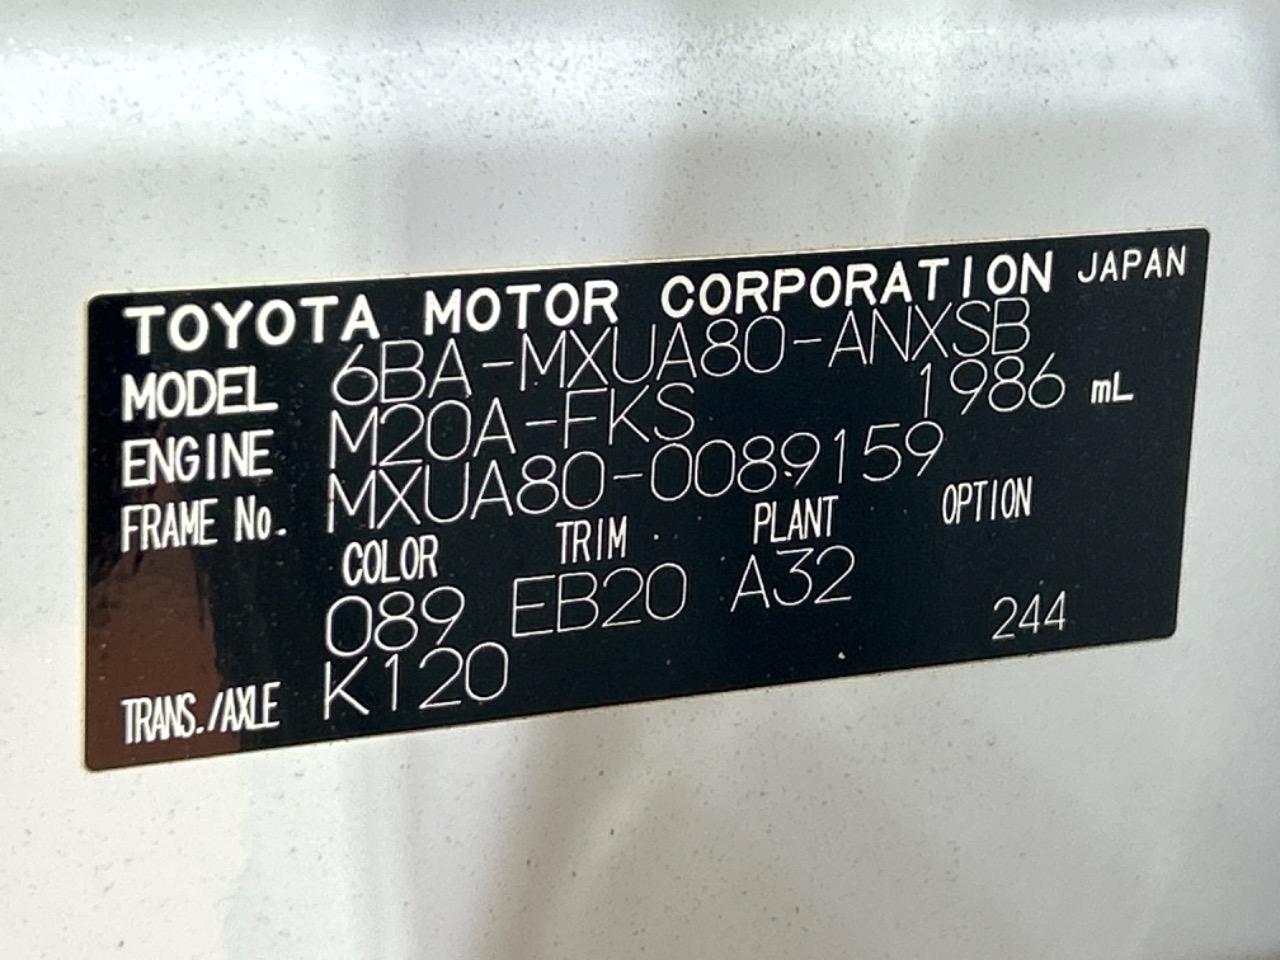 TOYOTA MOTOR CORPORATION JAPAN
MODEL 6BA-MXUA80-ANXSB
ENGINE M20A-FKS 1986 mL
FRAME No. MXUA80-0089159
COLOR TRIM PLANT OPTION
089 EB20 A32
TRANS./AXLE K120 244